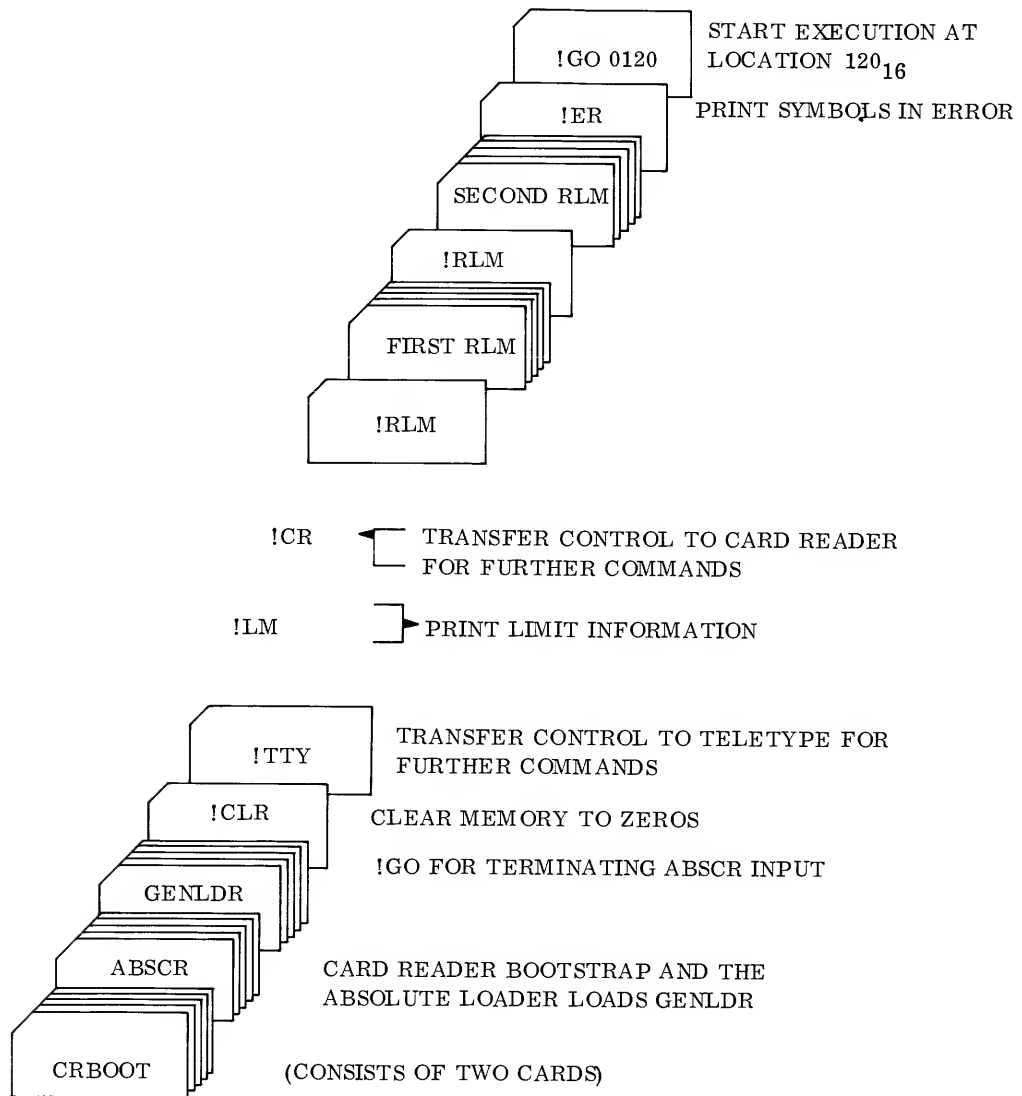 !GO 0120
START EXECUTION AT
LOCATION 120₁₆
!ER
PRINT SYMBOLS IN ERROR
SECOND RLM
!RLM
FIRST RLM
!RLM
!CR
TRANSFER CONTROL TO CARD READER
FOR FURTHER COMMANDS
!LM
PRINT LIMIT INFORMATION
!TTY
TRANSFER CONTROL TO TELETYPE FOR
FURTHER COMMANDS
!CLR
CLEAR MEMORY TO ZEROS
!GO FOR TERMINATING ABSCR INPUT
GENLDR
ABSCR
CARD READER BOOTSTRAP AND THE
ABSOLUTE LOADER LOADS GENLDR
CRBOOT
(CONSISTS OF TWO CARDS)